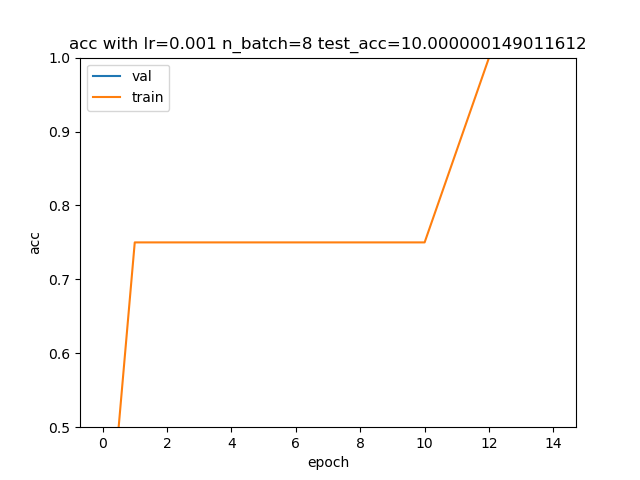 acc with lr=0.001 n_batch=8 test_acc=10.000000149011612
val
train
1.0
0.9
0.8
0.7
0.6
0.5
acc
0 2 4 6 8 10 12 14
epoch